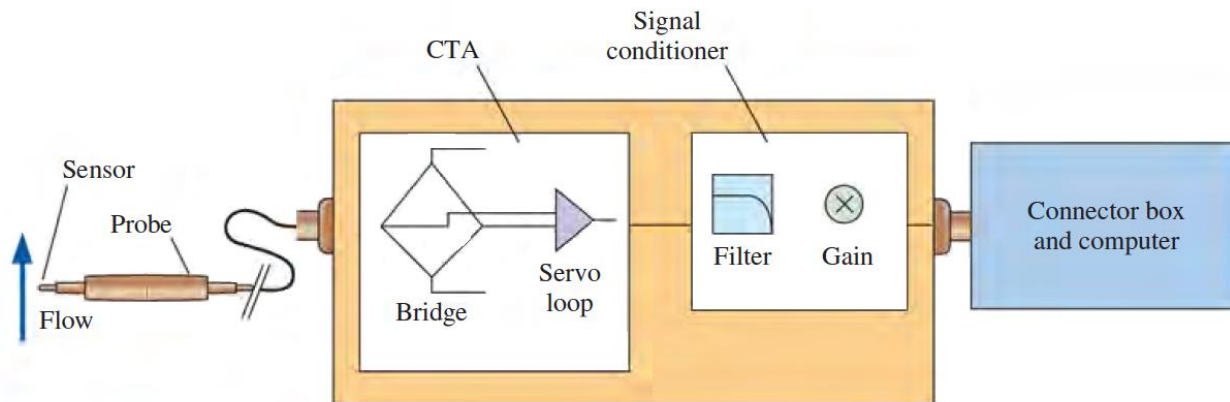 Signal
conditioner
CTA
Sensor
Probe
Flow
Bridge
Servo
loop
Filter
Gain
Connector box
and computer